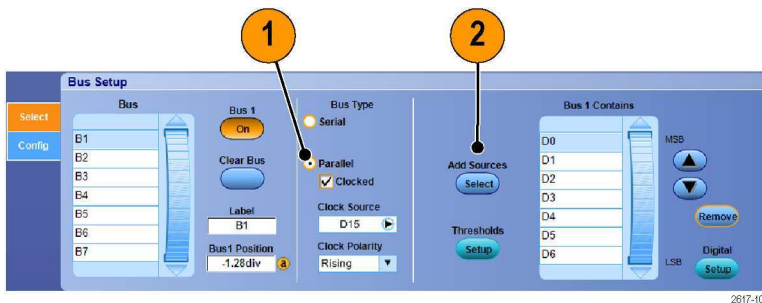 1
2
Bus Setup
Select
Config
Bus
B1
B2
B3
B4
B5
B6
B7
Bus 1
On
Clear Bus
Label
B1
Bus1 Position
-1.28div
a
Bus Type
Serial
Parallel
Clocked
Clock Source
D15
Clock Polarity
Rising
Add Sources
Select
Thresholds
Setup
Bus 1 Contains
D0
D1
D2
D3
D4
D5
D6
MSB
Remove
LSB
Digital
Setup